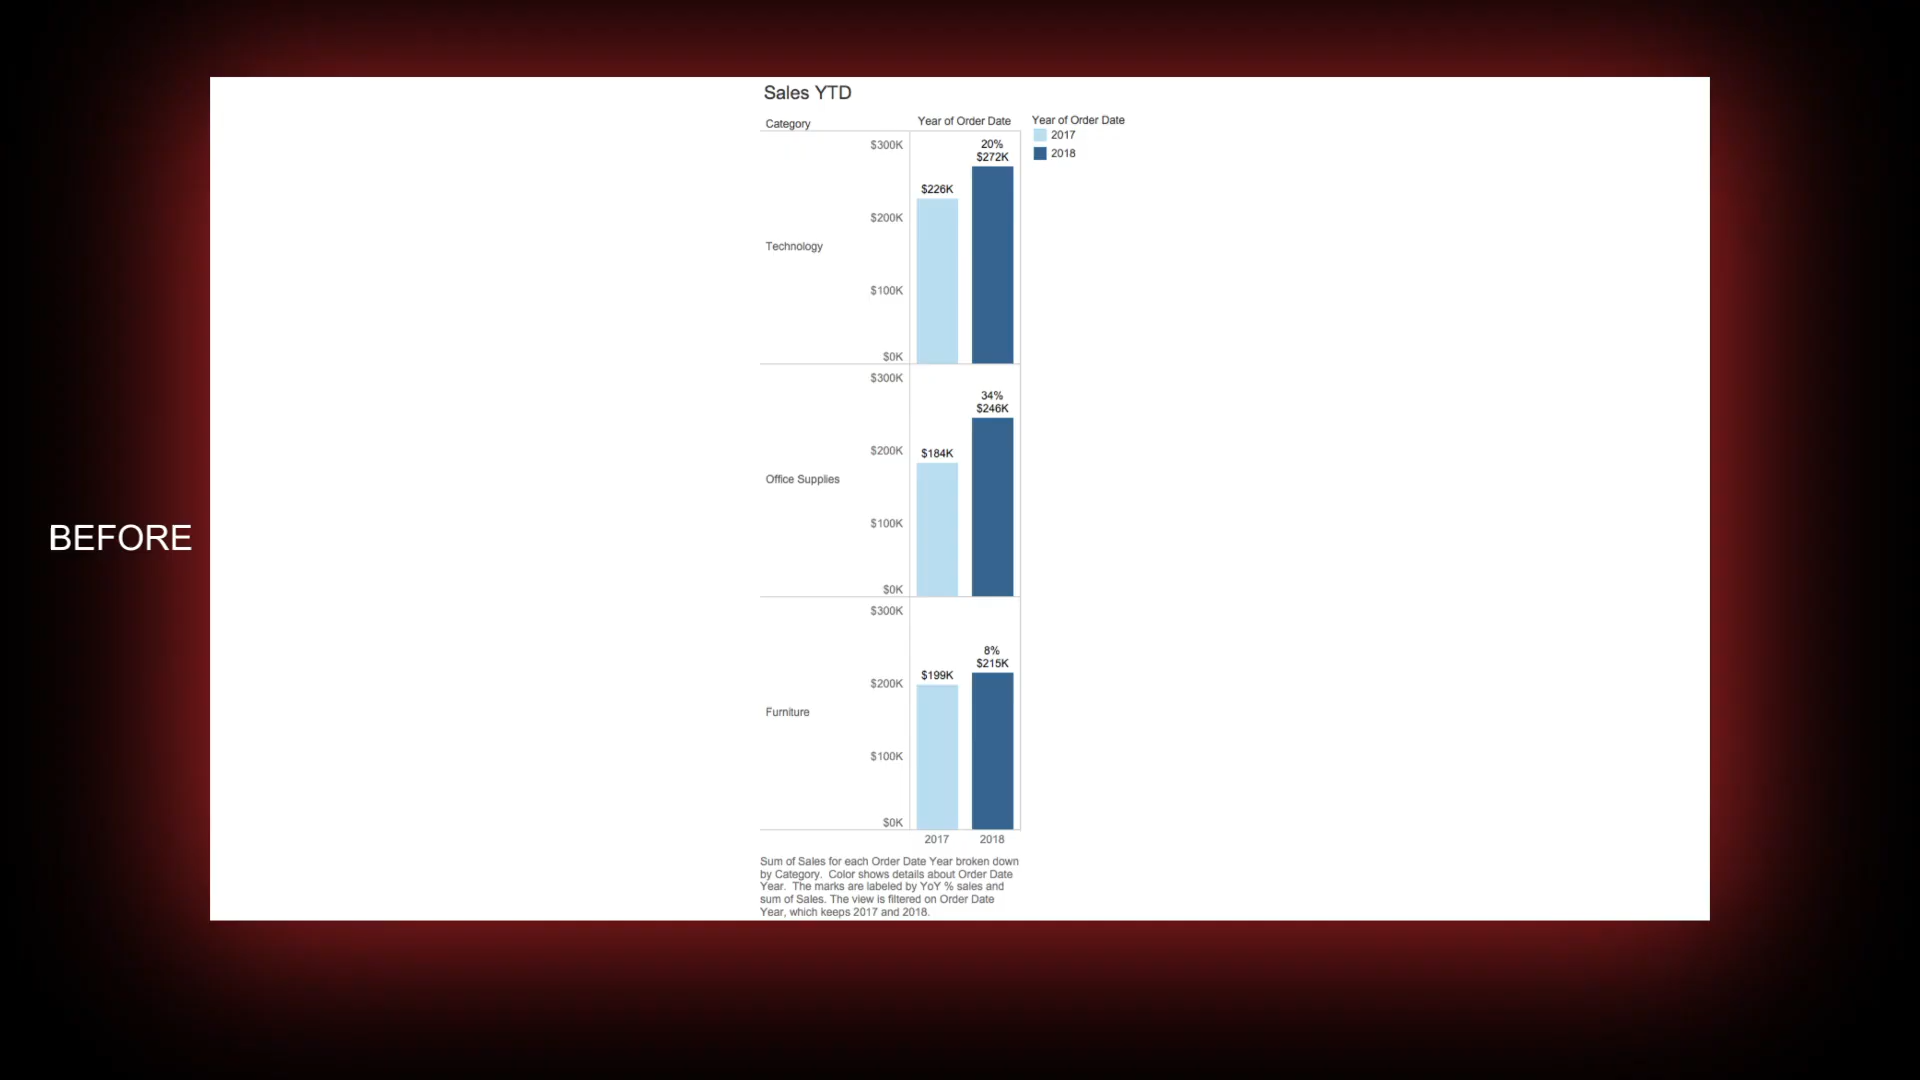 Sales YTD
Category
Year of Order Date
Year of Order Date
2017
2018
$300K
20%
$272K
$226K
$200K
Technology
$100K
$0K
$300K
34%
$246K
$200K
$184K
Office Supplies
$100K
$0K
$300K
8%
$215K
$199K
$200K
Furniture
$100K
$0K
2017
2018
Sum of Sales for each Order Date Year broken down
by Category. Color shows details about Order Date
Year. The marks are labeled by YoY % sales and
sum of Sales. The view is filtered on Order Date
Year, which keeps 2017 and 2018.
BEFORE